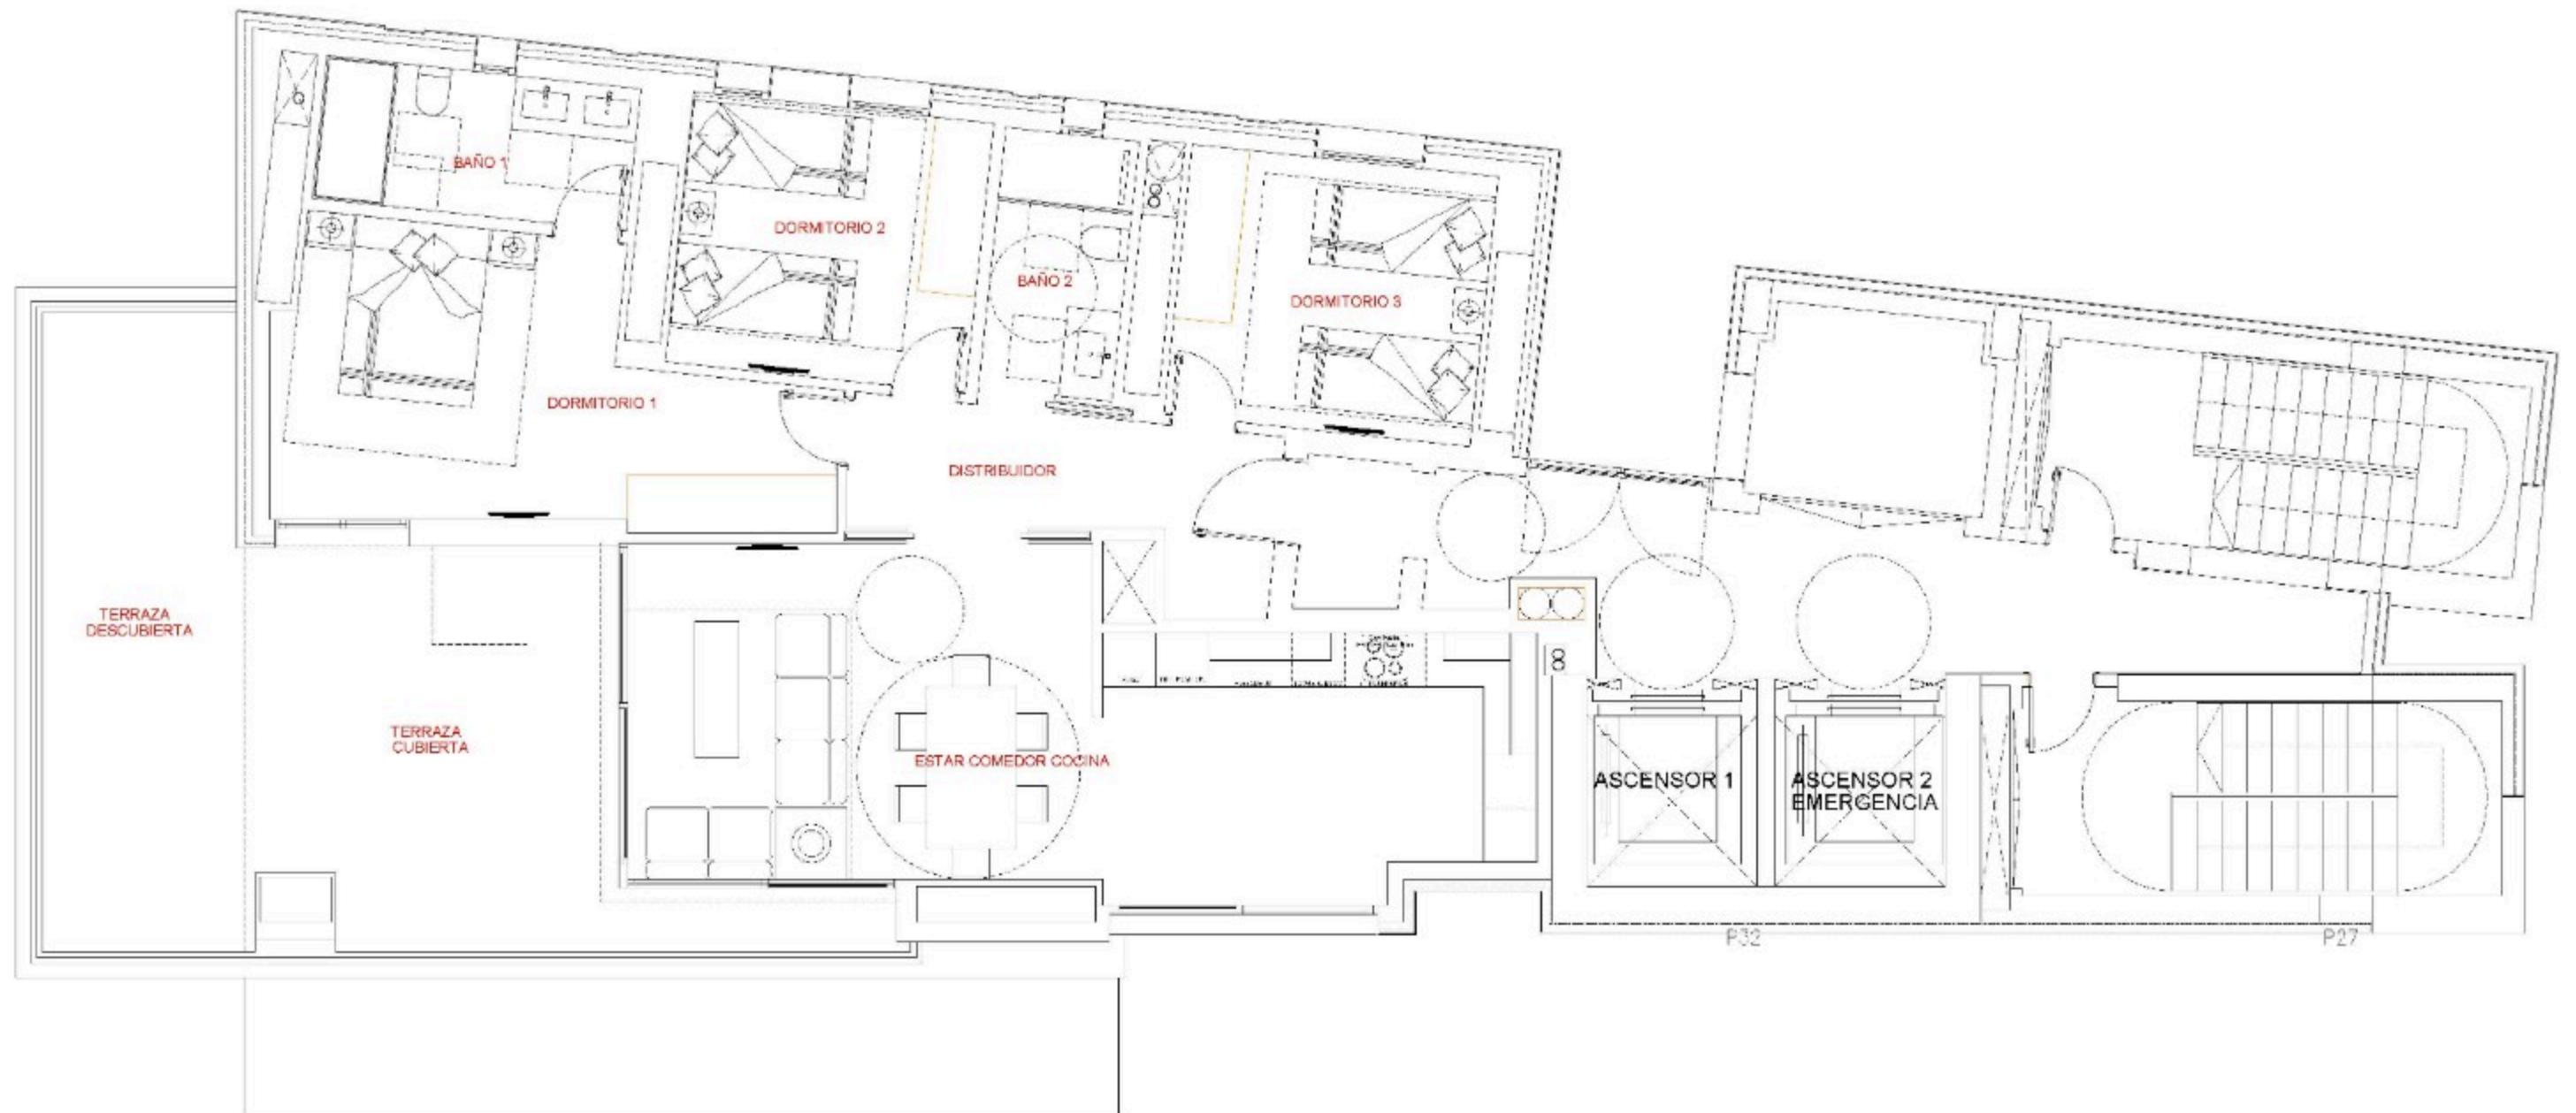 BAÑO 1
DORMITORIO 2
BAÑO 2
DORMITORIO 3
DORMITORIO 1
DISTRIBUIDOR
TERRAZA
DESCUBIERTA
TERRAZA
CUBIERTA
ESTAR COMEDOR COCINA
ASCENSOR 1
ASCENSOR 2
EMERGENCIA
P32
P27